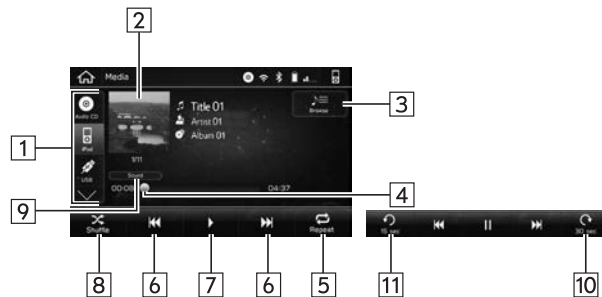 2
Media
Audio CD
iPod
USB
Title 01
Artist 01
Album 01
Browse
1/11
Sound
00:08
04:37
1
3
4
9
Shuffle
Repeat
15 sec
30 sec
8
6
7
6
5
11
10